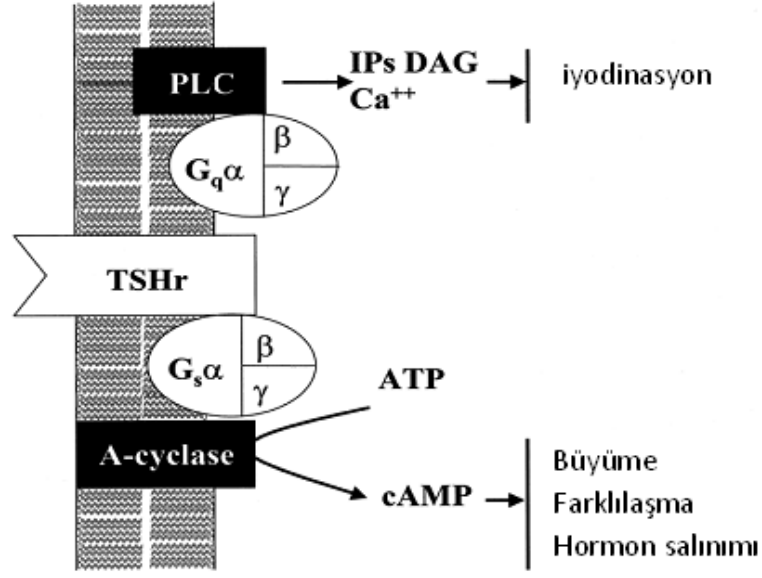 PLC
IPs DAG
Ca⁺⁺
iyodinasyon
Gqα
β
γ
TSHr
Gsα
β
γ
ATP
A-cyclase
cAMP
Büyüme
Farklılaşma
Hormon salınımı